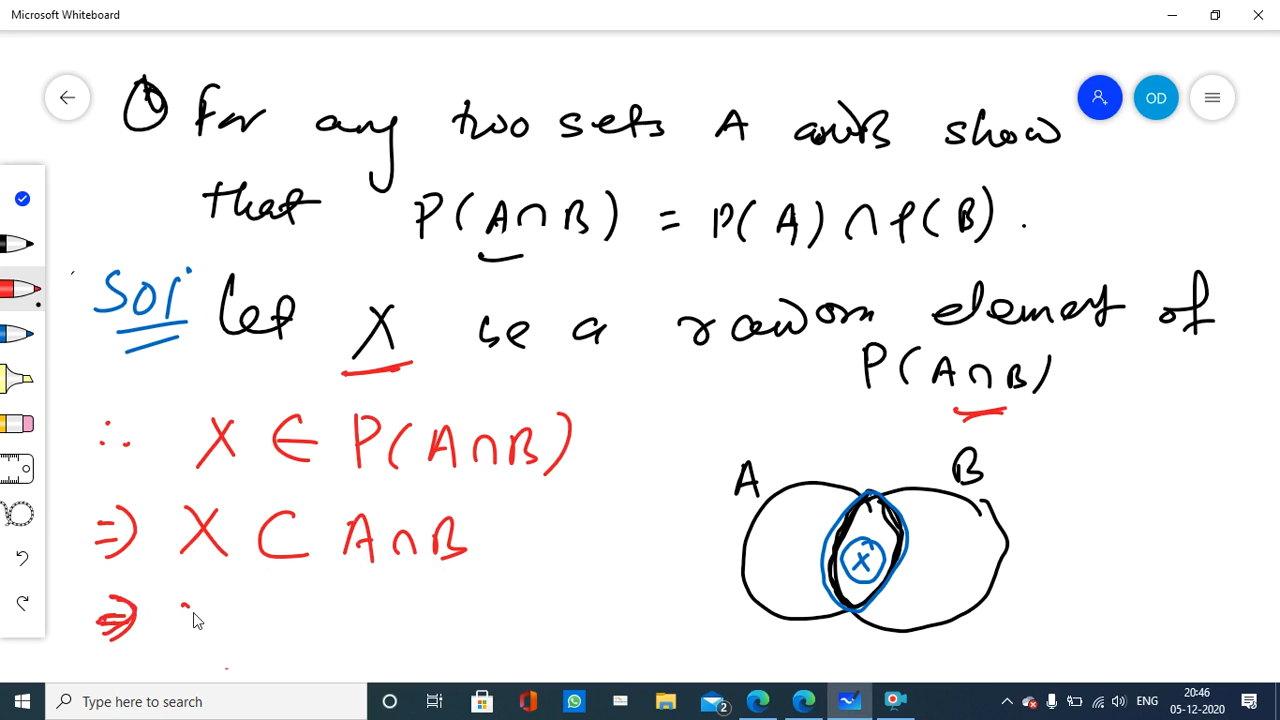 Microsoft Whiteboard
For any two sets A and B show
OD
that P(A∩B) = P(A)∩P(B).
Sol. Let X be a random element of
P(A∩B)
∴ X ∈ P(A∩B)
A B
⇒ X ⊂ A∩B
X
⇒
Type here to search
2
ENG
20:46
05-12-2020